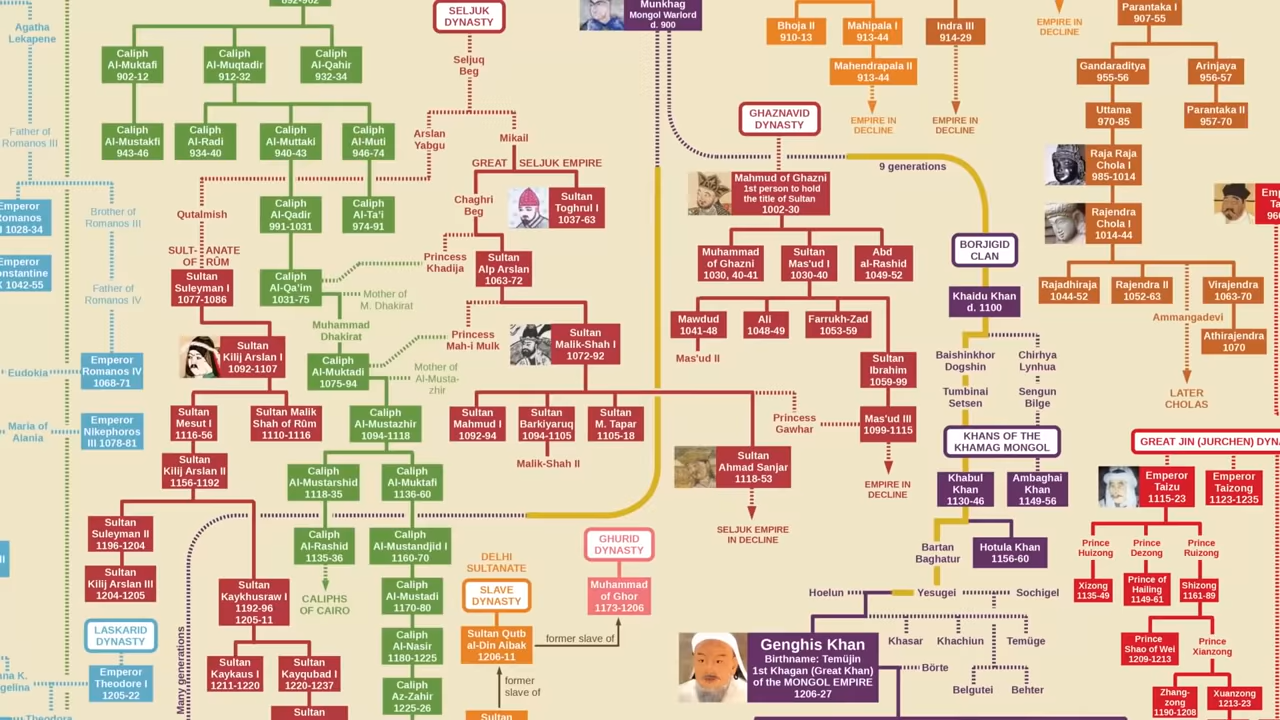 892-902
Agatha
Lekapene
Caliph
Al-Muktafi
902-12
Caliph
Al-Muqtadir
912-32
Caliph
Al-Qahir
932-34
Father of
Romanos III
Caliph
Al-Mustakfi
943-46
Caliph
Al-Radi
934-40
Caliph
Al-Muttaki
940-43
Caliph
Al-Muti
946-74
Emperor
Romanos
1028-34
Brother of
Romanos III
1042-55
Father of
Romanos IV
Eudokia
Emperor
Romanos IV
1068-71
Maria of
Alania
Emperor
Nikephoros
III 1078-81
SELJUK
DYNASTY
Seljuq
Beg
Arslan
Yabgu
Mikail
GREAT SELJUK EMPIRE
Chaghri
Beg
Sultan
Toghrul I
1037-63
Qutalmish
SULT- ANATE
OF RŪM
Sultan
Suleyman I
1077-1086
Caliph
Al-Qadir
991-1031
Caliph
Al-Ta'i
974-91
Caliph
Al-Qa'im
1031-75
Princess
Khadija
Mother of
M. Dhakirat
Sultan
Alp Arslan
1063-72
Muhammad
Dhakirat
Princess
Mah-i Mulk
Sultan
Malik-Shah I
1072-92
Sultan
Kilij Arslan I
1092-1107
Caliph
Al-Muktadi
1075-94
Mother of
Al-Musta-
zhir
Sultan
Mesut I
1116-56
Sultan Malik
Shah of Rūm
1110-1116
Caliph
Al-Mustazhir
1094-1118
Sultan
Mahmud I
1092-94
Sultan
Barkiyaruq
1094-1105
Sultan
M. Tapar
1105-18
Malik-Shah II
Sultan
Kilij Arslan II
1156-1192
Caliph
Al-Mustarshid
1118-35
Caliph
Al-Muktafi
1136-60
Sultan
Suleyman II
1196-1204
Sultan
Kilij Arslan III
1204-1205
Caliph
Al-Rashid
1135-36
Caliph
Al-Mustandjid I
1160-70
CALIPHS
OF CAIRO
Sultan
Kaykhusraw I
1192-96
1205-11
Caliph
Al-Mustadi
1170-80
Caliph
Al-Nasir
1180-1225
Caliph
Az-Zahir
1225-26
LASKARID
DYNASTY
Emperor
Theodore I
1205-22
Many generations
Sultan
Kaykaus I
1211-1220
Sultan
Kayqubad I
1220-1237
Sultan
Theodora
DELHI
SULTANATE
SLAVE
DYNASTY
Sultan Qutb
al-Din Aibak
1206-11
former slave of
former
slave of
Sultan
GHURID
DYNASTY
Muhammad
of Ghor
1173-1206
Munkhag
Mongol Warlord
d. 900
GHAZNAVID
DYNASTY
Mahmud of Ghazni
1st person to hold
the title of Sultan
1002-30
Muhammad
of Ghazni
1030, 40-41
Sultan
Mas'ud I
1030-40
Abd
al-Rashid
1049-52
Mawdud
1041-48
Ali
1048-49
Farrukh-Zad
1053-59
Mas'ud II
Sultan
Ibrahim
1059-99
Princess
Gawhar
Mas'ud III
1099-1115
Sultan
Ahmad Sanjar
1118-53
EMPIRE IN
DECLINE
SELJUK EMPIRE
IN DECLINE
Bhoja II
910-13
Mahipala I
913-44
Indra III
914-29
Mahendrapala II
913-44
EMPIRE IN
DECLINE
EMPIRE IN
DECLINE
EMPIRE IN
DECLINE
9 generations
BORJIGID
CLAN
Khaidu Khan
d. 1100
Baishinkhor
Dogshin
Chirhya
Lynhua
Tumbinai
Setsen
Sengun
Bilge
KHANS OF THE
KHAMAG MONGOL
Khabul
Khan
1130-46
Ambaghai
Khan
1149-56
Bartan
Baghatur
Hotula Khan
1156-60
Hoelun
Yesugei
Sochigel
Khasar
Khachiun
Temüge
Genghis Khan
Birthname: Temüjin
1st Khagan (Great Khan)
of the MONGOL EMPIRE
1206-27
Börte
Belgutei
Behter
Parantaka I
907-55
Gandaraditya
955-56
Arinjaya
956-57
Uttama
970-85
Parantaka II
957-70
Raja Raja
Chola I
985-1014
Rajendra
Chola I
1014-44
Rajadhiraja
1044-52
Rajendra II
1052-63
Virajendra
1063-70
Ammangadevi
Athirajendra
1070
LATER
CHOLAS
GREAT JIN (JURCHEN) DYN
Emperor
Taizu
1115-23
Emperor
Taizong
1123-1235
Prince
Huizong
Prince
Dezong
Prince
Ruizong
Xizong
1135-49
Prince of
Hailing
1149-61
Shizong
1161-89
Prince
Shao of Wei
1209-1213
Prince
Xianzong
Zhang-
zong
1190-1208
Xuanzong
1213-23